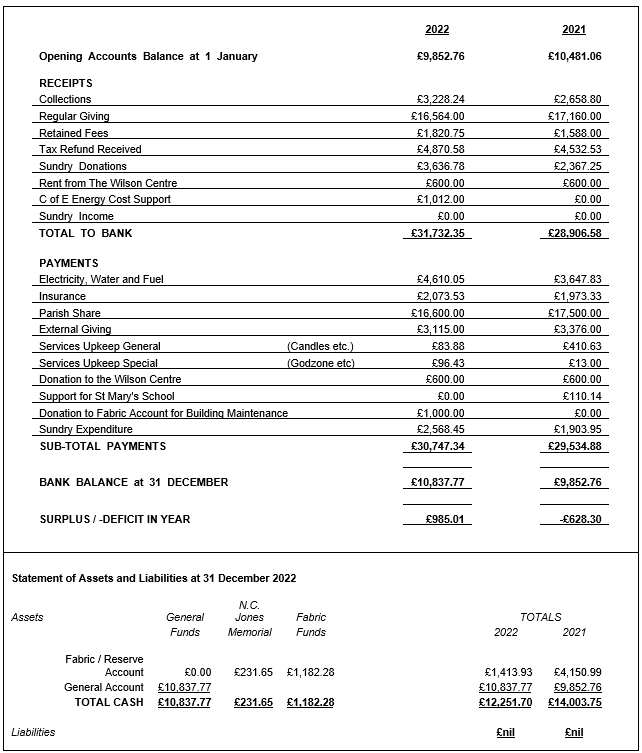 2022 2021
Opening Accounts Balance at 1 January £9,852.76 £10,481.06
RECEIPTS
Collections £3,228.24 £2,658.80
Regular Giving £16,564.00 £17,160.00
Retained Fees £1,820.75 £1,588.00
Tax Refund Received £4,870.58 £4,532.53
Sundry Donations £3,636.78 £2,367.25
Rent from The Wilson Centre £600.00 £600.00
C of E Energy Cost Support £1,012.00 £0.00
Sundry Income £0.00 £0.00
TOTAL TO BANK £31,732.35 £28,906.58
PAYMENTS
Electricity, Water and Fuel £4,610.05 £3,647.83
Insurance £2,073.53 £1,973.33
Parish Share £16,600.00 £17,500.00
External Giving £3,115.00 £3,376.00
Services Upkeep General (Candles etc.) £83.88 £410.63
Services Upkeep Special (Godzone etc) £96.43 £13.00
Donation to the Wilson Centre £600.00 £600.00
Support for St Mary's School £0.00 £110.14
Donation to Fabric Account for Building Maintenance £1,000.00 £0.00
Sundry Expenditure £2,568.45 £1,903.95
SUB-TOTAL PAYMENTS £30,747.34 £29,534.88
BANK BALANCE at 31 DECEMBER £10,837.77 £9,852.76
SURPLUS / -DEFICIT IN YEAR £985.01 -£628.30
Statement of Assets and Liabilities at 31 December 2022
N.C.
Assets General Jones Fabric TOTALS
Funds Memorial Funds 2022 2021
Fabric / Reserve
Account £0.00 £231.65 £1,182.28 £1,413.93 £4,150.99
General Account £10,837.77 £10,837.77 £9,852.76
TOTAL CASH £10,837.77 £231.65 £1,182.28 £12,251.70 £14,003.75
Liabilities £nil £nil